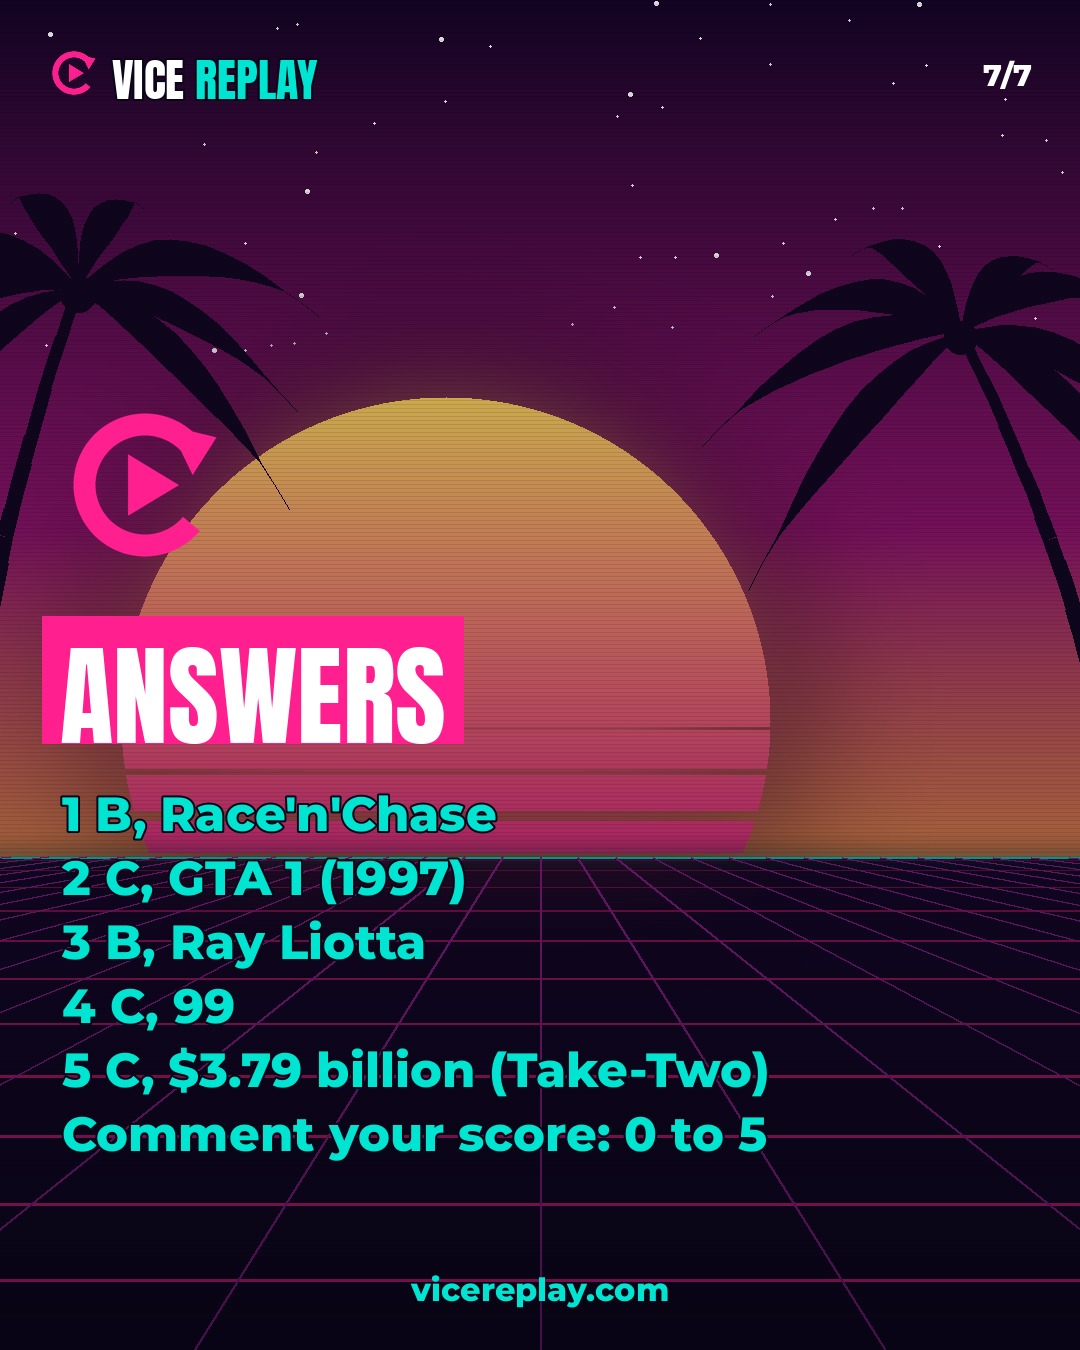 VICE REPLAY
7/7
ANSWERS
1 B, Race'n'Chase
2 C, GTA 1 (1997)
3 B, Ray Liotta
4 C, 99
5 C, $3.79 billion (Take-Two)
Comment your score: 0 to 5
vicereplay.com